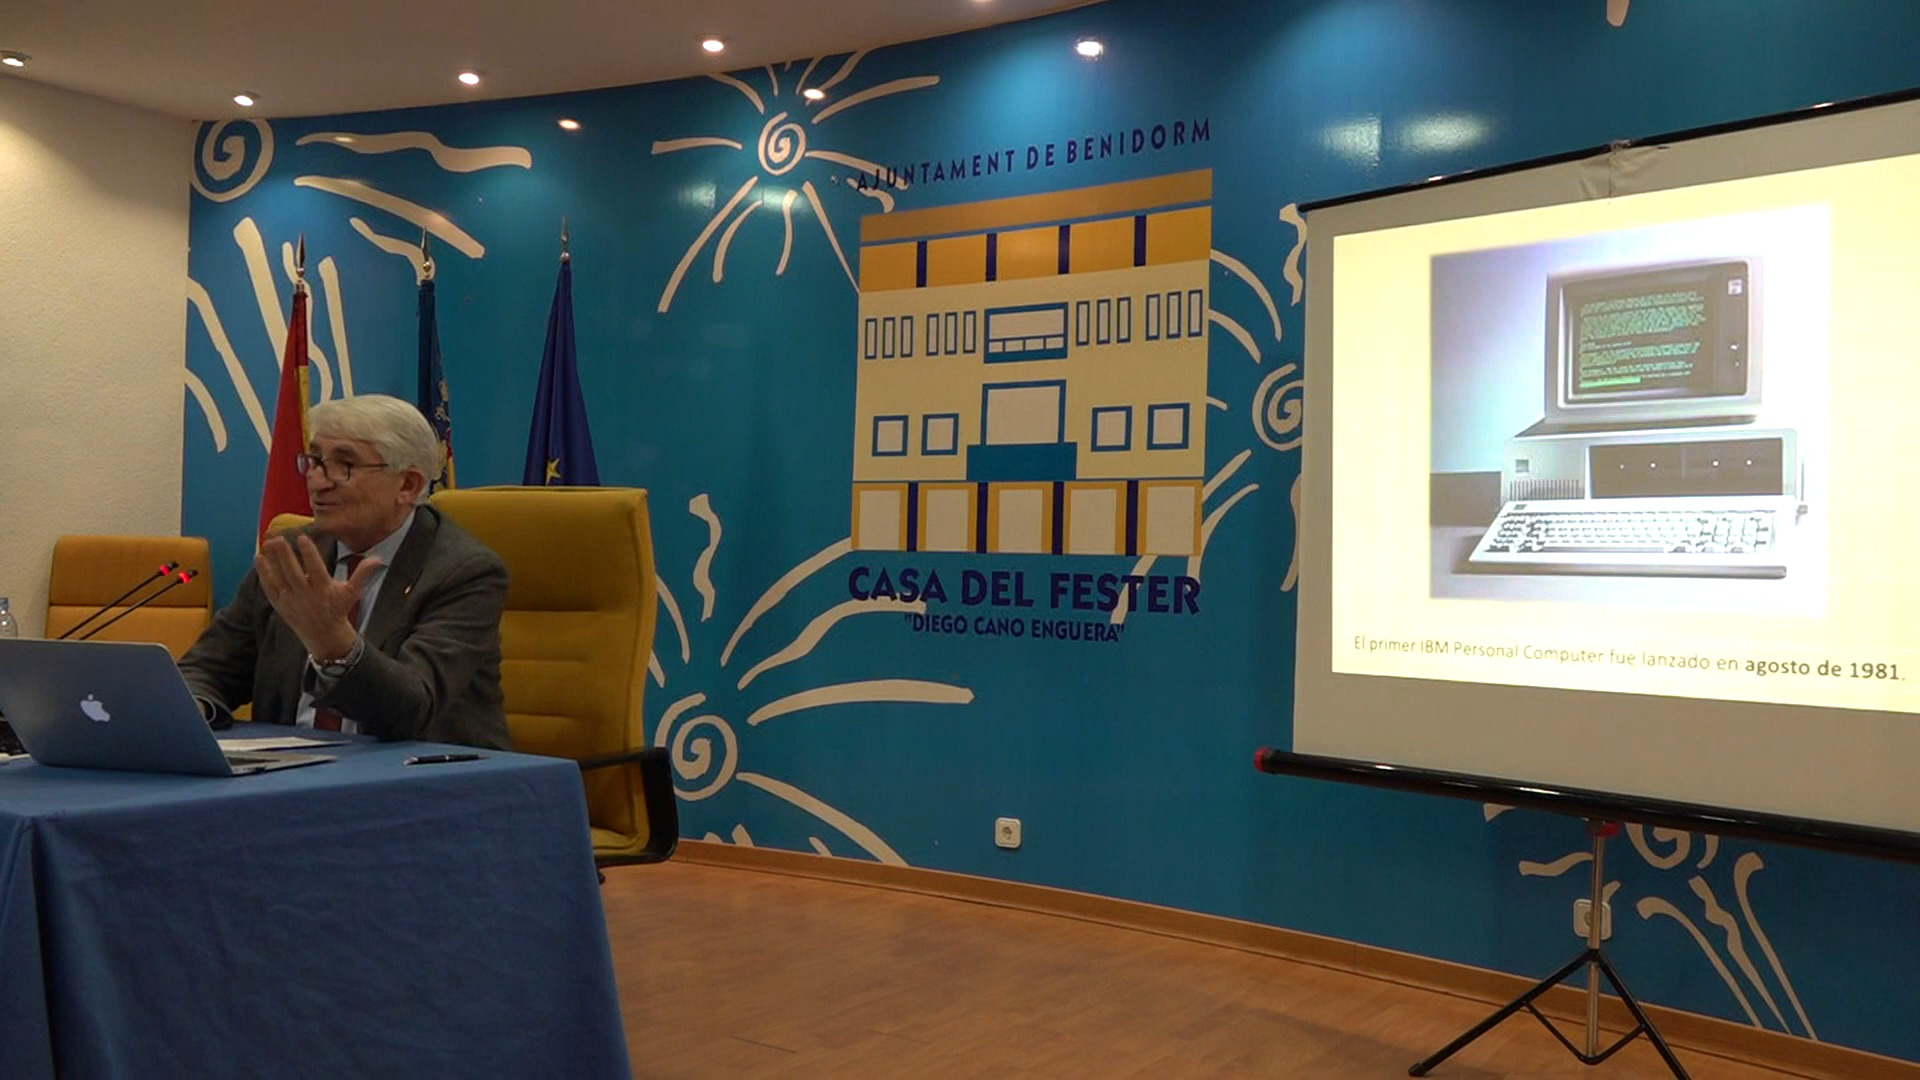 AJUNTAMENT DE BENIDORM
CASA DEL FESTER
"DIEGO CANO ENGUERA"
El primer IBM Personal Computer fue lanzado en agosto de 1981.